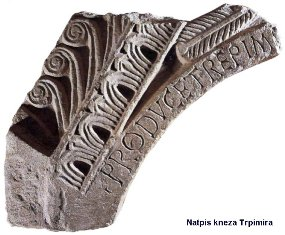 PRODVCETREPIM
Natpis kneza Trpimira